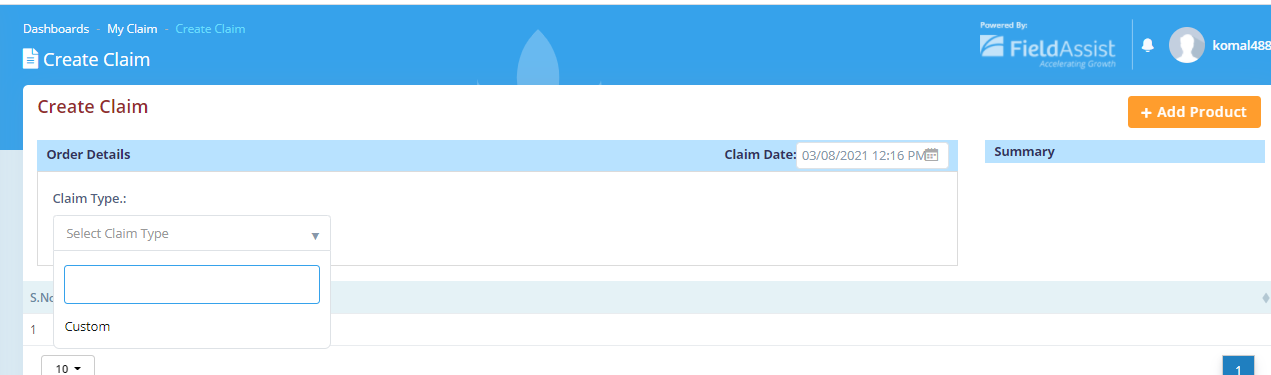 Dashboards - My Claim - Create Claim
Powered By:
FieldAssist
Accelerating Growth
komal488
Create Claim
Create Claim
+ Add Product
Order Details
Claim Date: 03/08/2021 12:16 PM
Summary
Claim Type.:
Select Claim Type
S.No
Custom
1
10
1